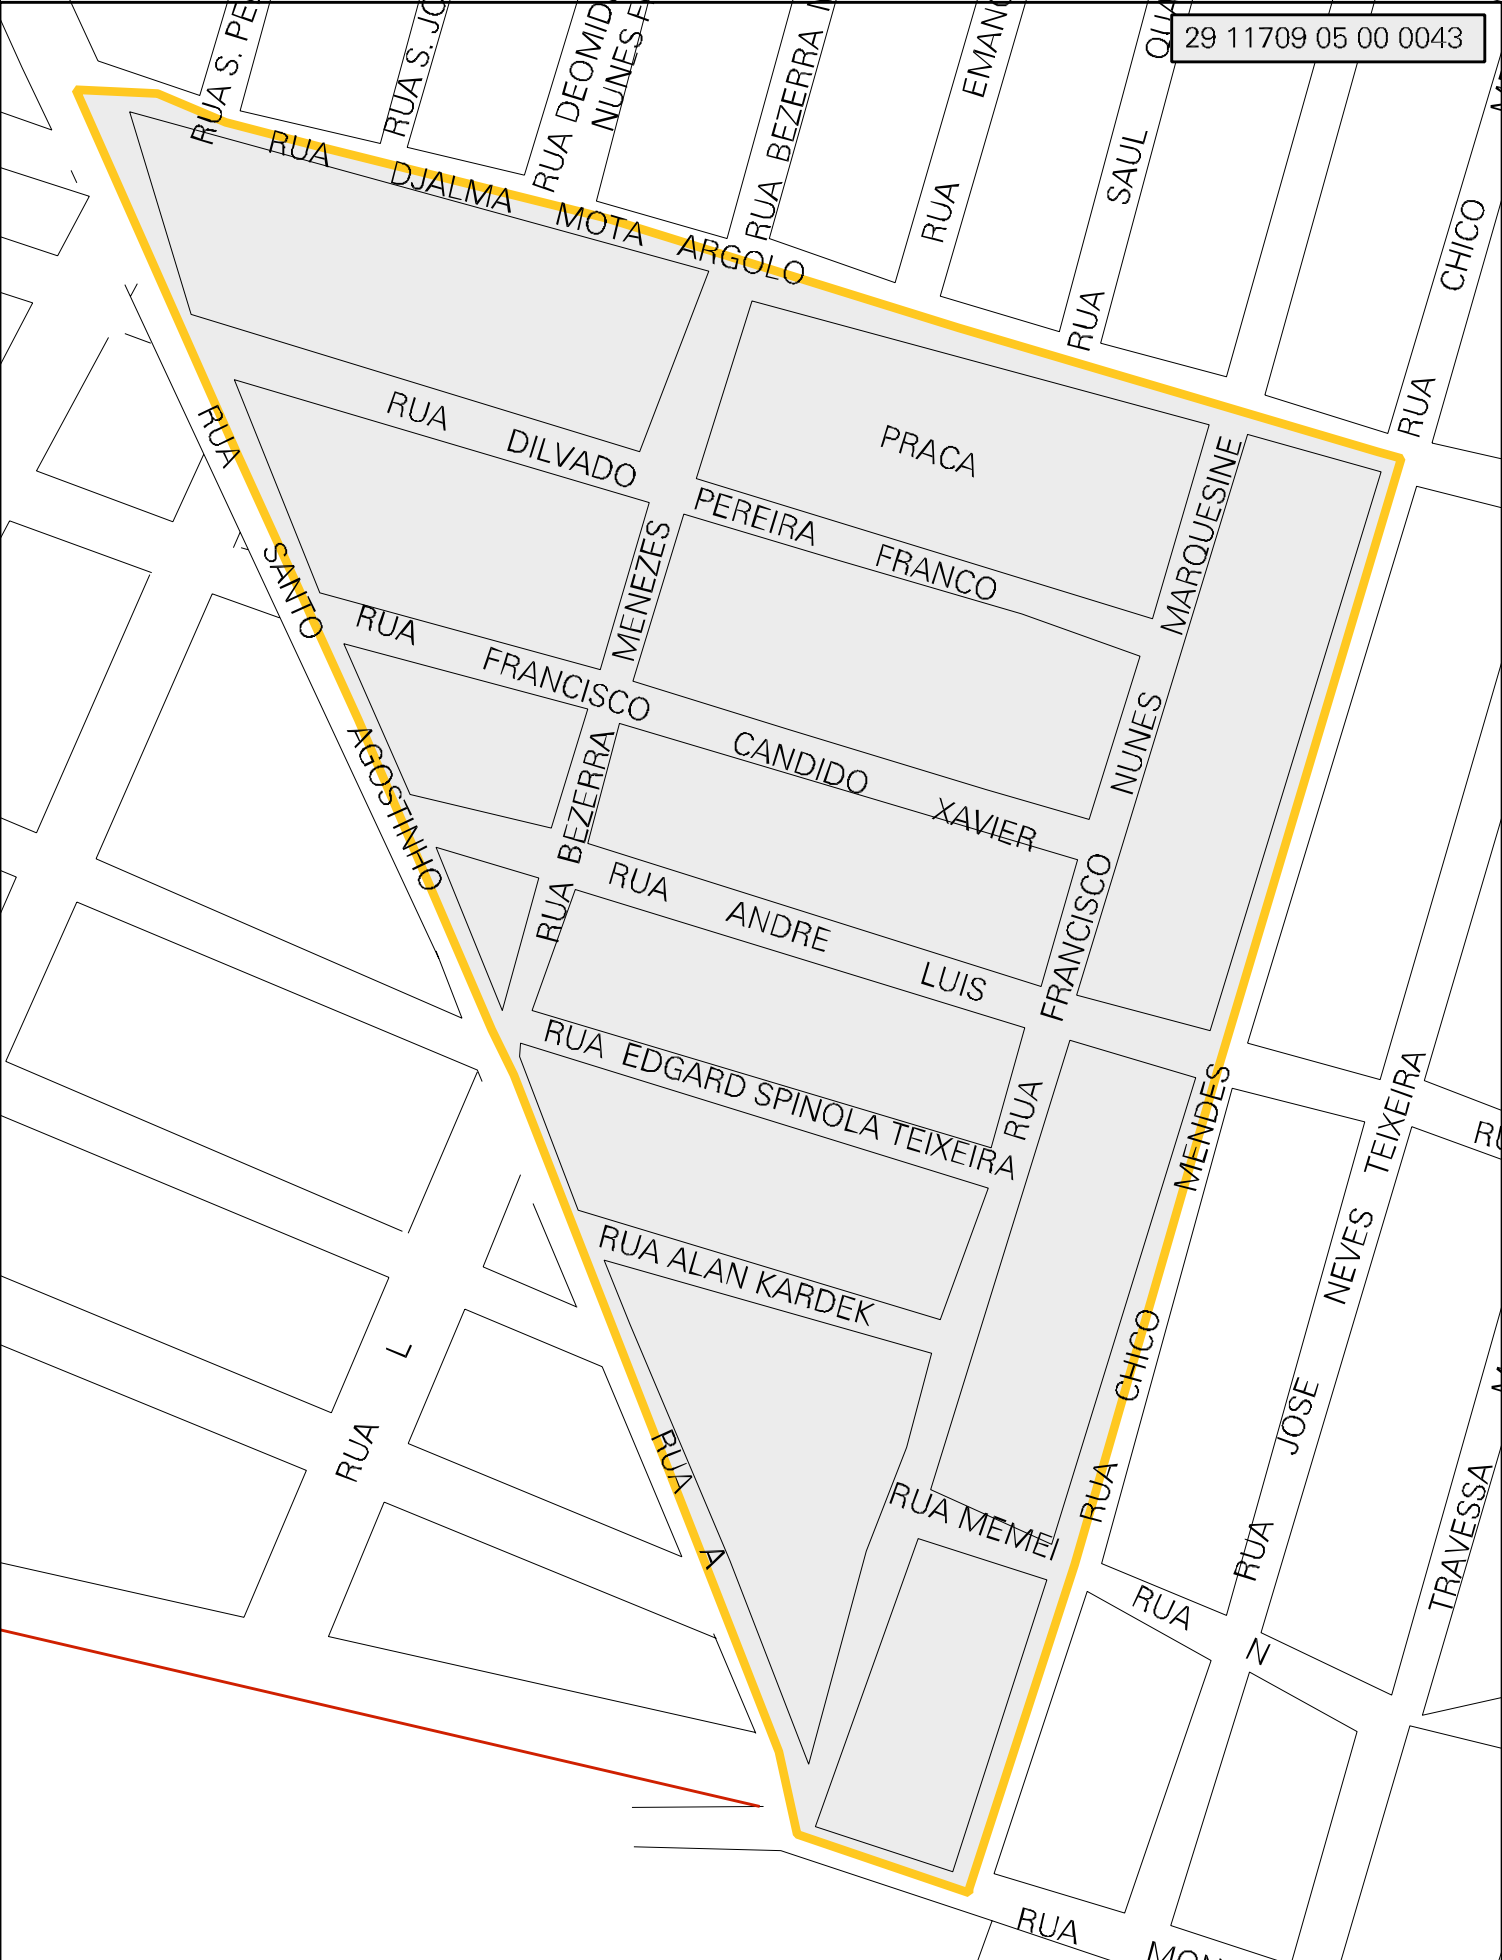 29 11709 05 00 0043
RUA S.
RUA S.
RUA
NUNES
RUA BEZERRA
RUA
RUA SAUL
RUA CHICO
RUA DJALMA MOTA ARGOLO
PRACA
RUA DILVADO PEREIRA FRANCO
RUA SANTO AGOSTINHO
RUA BEZERRA MENEZES
RUA FRANCISCO NUNES MARQUESINE
RUA FRANCISCO CANDIDO XAVIER
RUA ANDRE LUIS
RUA EDGARD SPINOLA TEIXEIRA
RUA ALAN KARDEK
RUA CHICO MENDES
RUA JOSE NEVES TEIXEIRA
RUA L
RUA A
RUA MEMEI
TRAVESSA
RUA N
RUA